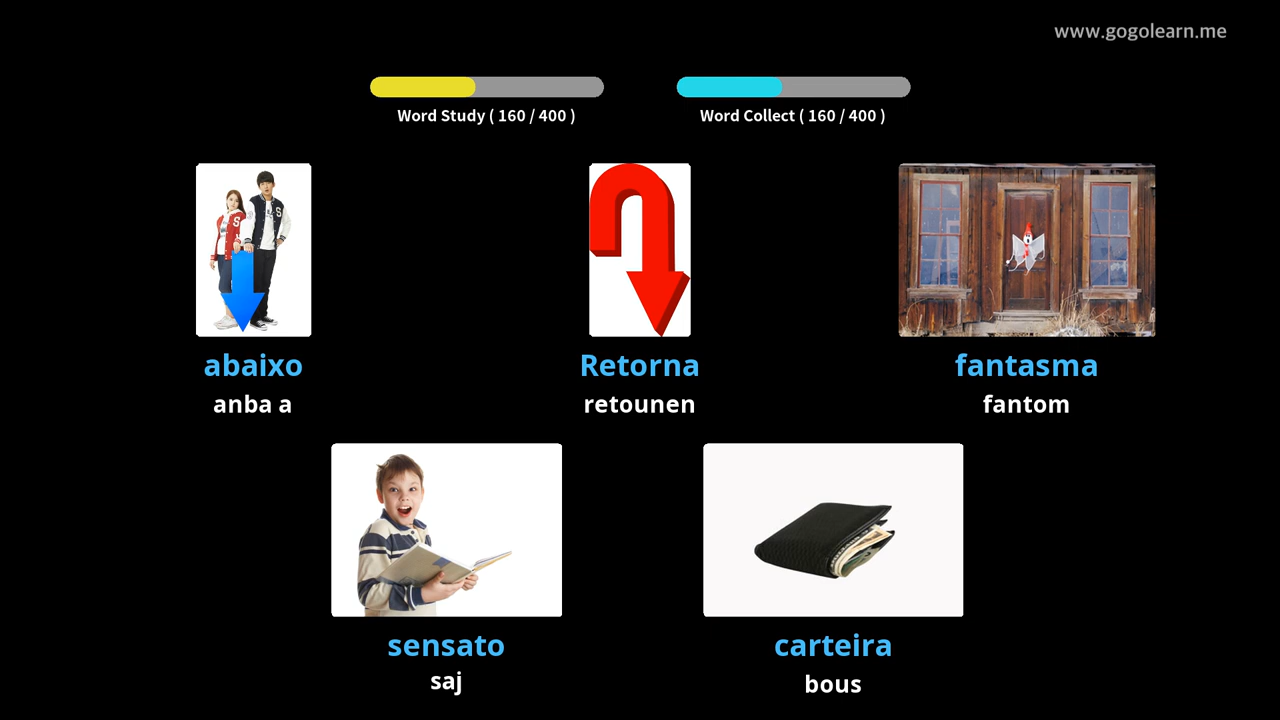 www.gogolearn.me
Word Study ( 160 / 400 )
Word Collect ( 160 / 400 )
abaixo
anba a
Retorna
retounen
fantasma
fantom
sensato
saj
carteira
bous